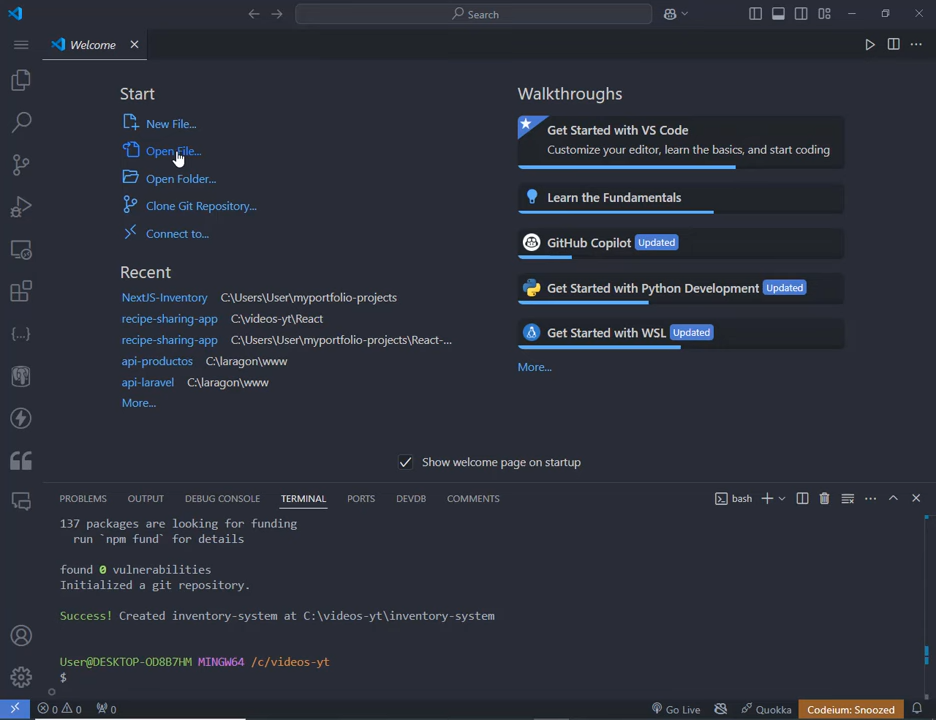 Search
Welcome
Start
New File...
Open File...
Open Folder...
Clone Git Repository...
Connect to...
Recent
NextJS-Inventory C:\Users\User\myportfolio-projects
recipe-sharing-app C:\videos-yt\React
recipe-sharing-app C:\Users\User\myportfolio-projects\React-...
api-productos C:\laragon\www
api-laravel C:\laragon\www
More...
Walkthroughs
Get Started with VS Code
Customize your editor, learn the basics, and start coding
Learn the Fundamentals
GitHub Copilot Updated
Get Started with Python Development Updated
Get Started with WSL Updated
More...
Show welcome page on startup
PROBLEMS OUTPUT DEBUG CONSOLE TERMINAL PORTS DEVDB COMMENTS bash
137 packages are looking for funding
run `npm fund` for details
found 0 vulnerabilities
Initialized a git repository.
Success! Created inventory-system at C:\videos-yt\inventory-system
User@DESKTOP-OD8B7HM MINGW64 /c/videos-yt
$
0 0 0 Go Live Quokka Codeium: Snoozed